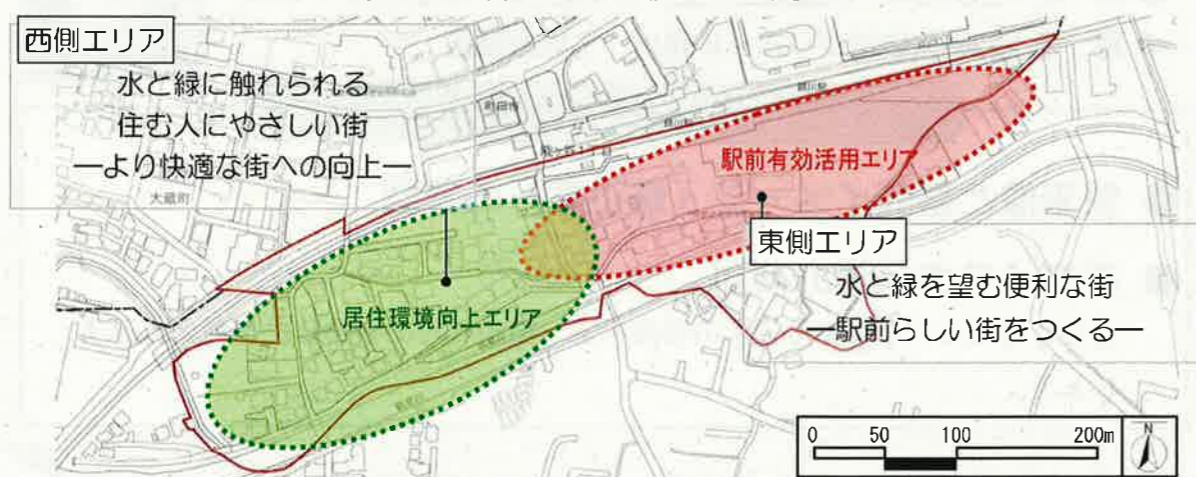 西側エリア
水と緑に触れられる
住む人にやさしい街
―より快適な街への向上―
大蔵町
駅前有効活用エリア
東側エリア
水と緑を望む便利な街
―駅前らしい街をつくる―
居住環境向上エリア
0 50 100 200m
N